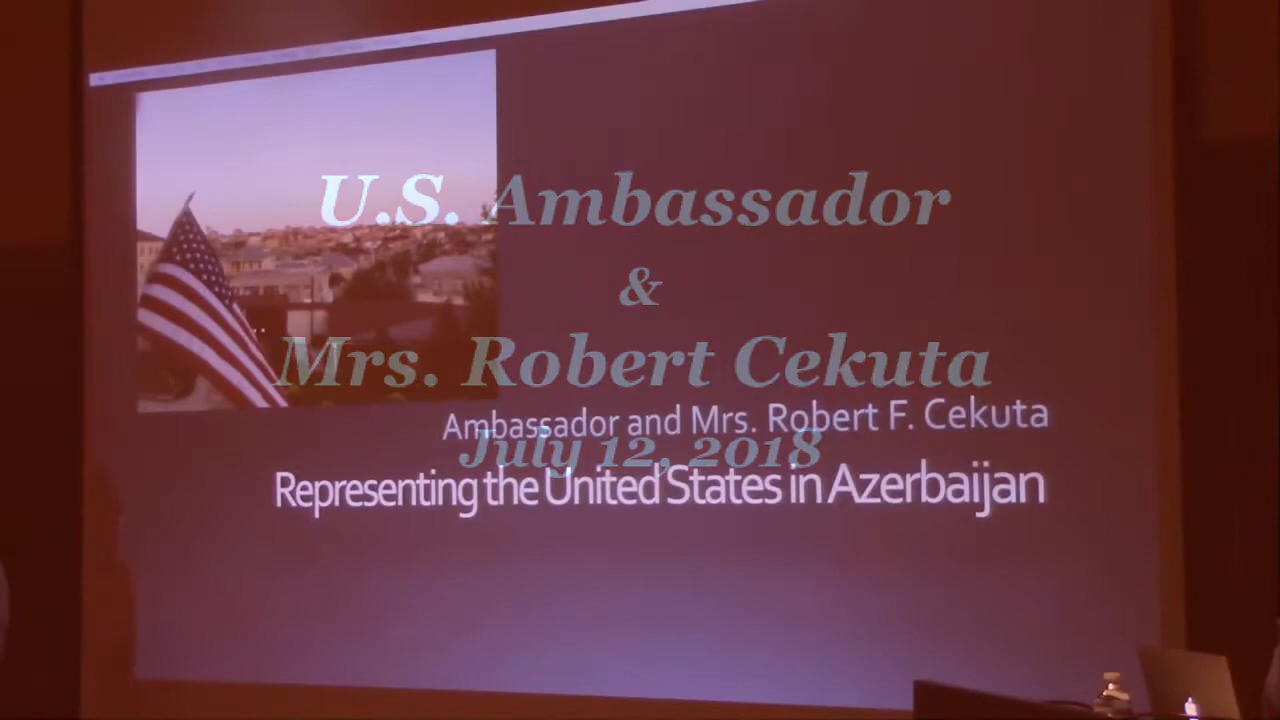 U.S. Ambassador
&
Mrs. Robert Cekuta
Ambassador and Mrs. Robert F. Cekuta
July 12, 2018
Representing the United States in Azerbaijan